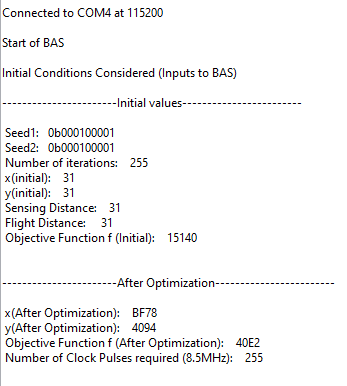 Connected to COM4 at 115200
Start of BAS
Initial Conditions Considered (Inputs to BAS)
------------------------Initial values-------------------------
Seed1: 0b000100001
Seed2: 0b000100001
Number of iterations: 255
x(initial): 31
y(initial): 31
Sensing Distance: 31
Flight Distance: 31
Objective Function f (Initial): 15140
------------------------After Optimization-------------------------
x(After Optimization): BF78
y(After Optimization): 4094
Objective Function f (After Optimization): 40E2
Number of Clock Pulses required (8.5MHz): 255